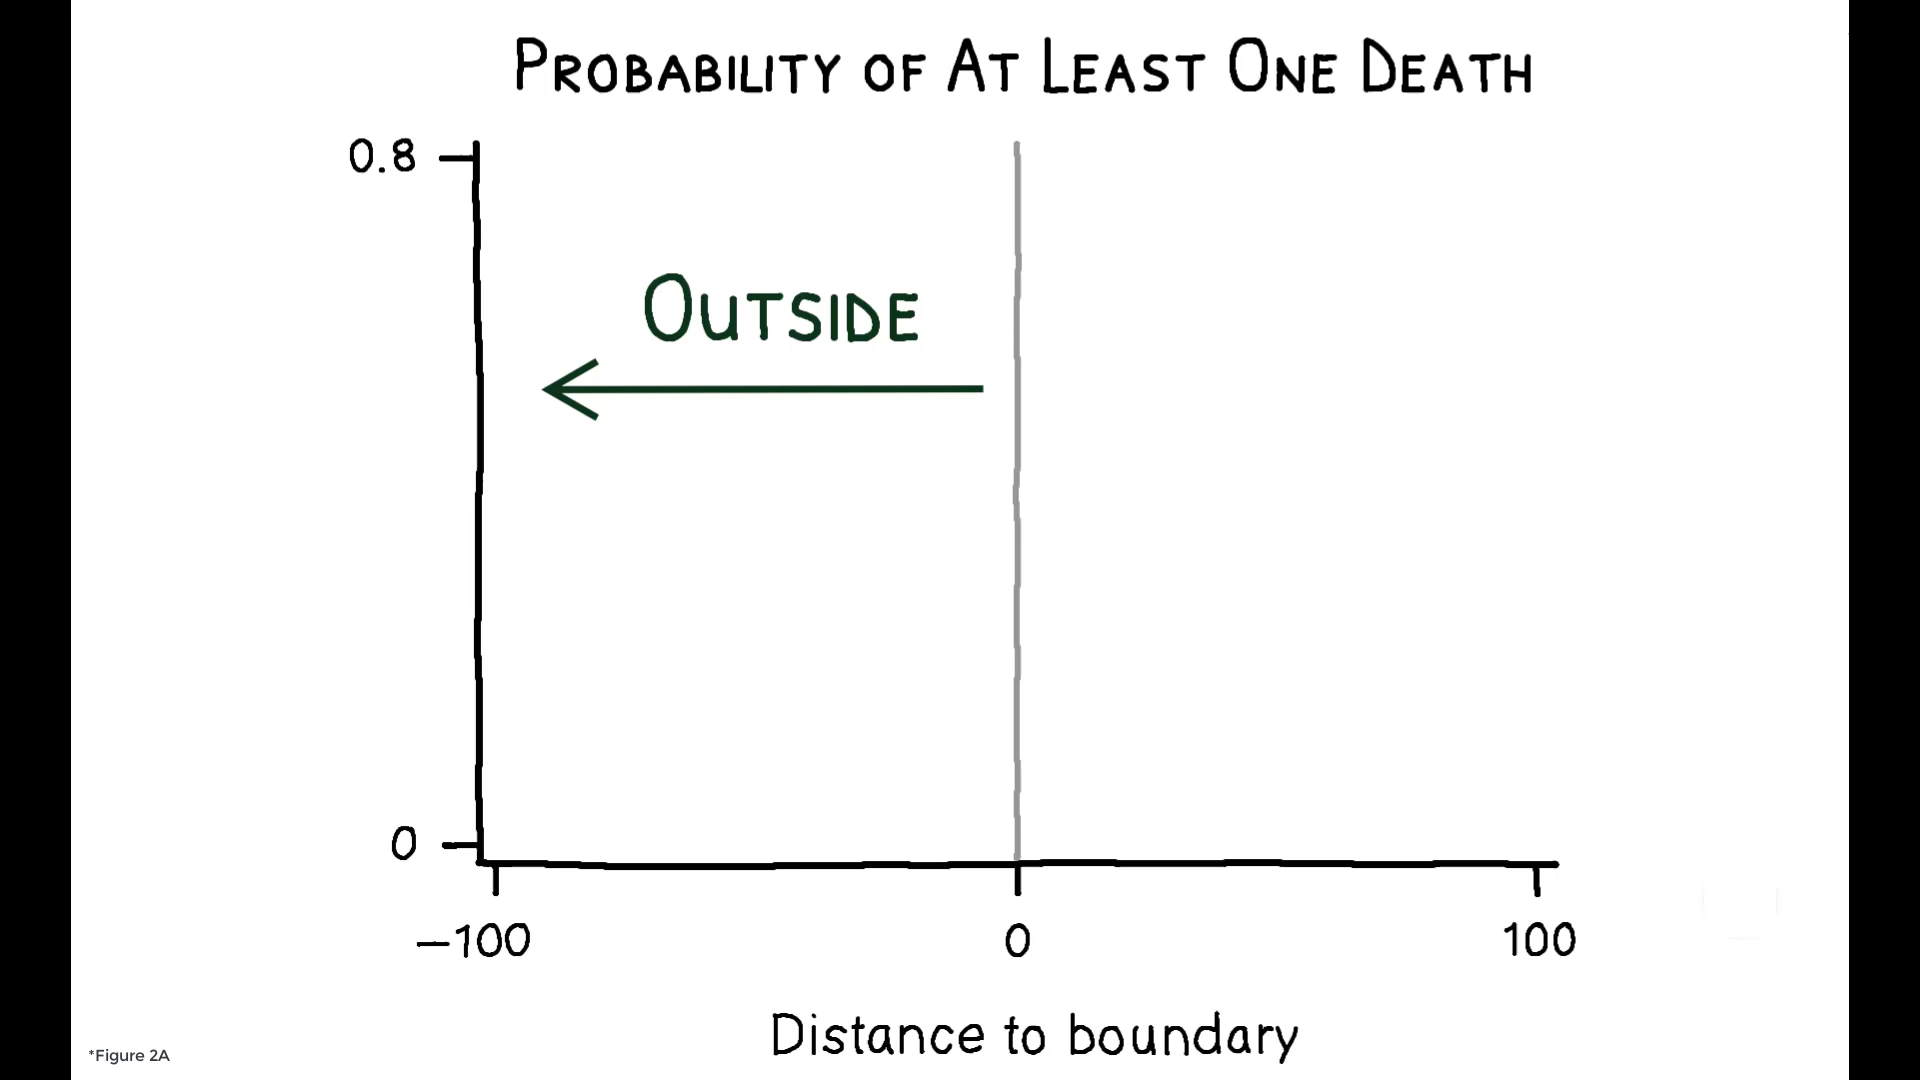 PROBABILITY OF AT LEAST ONE DEATH
0.8
OUTSIDE
0
–100 0 100
Distance to boundary
*Figure 2A